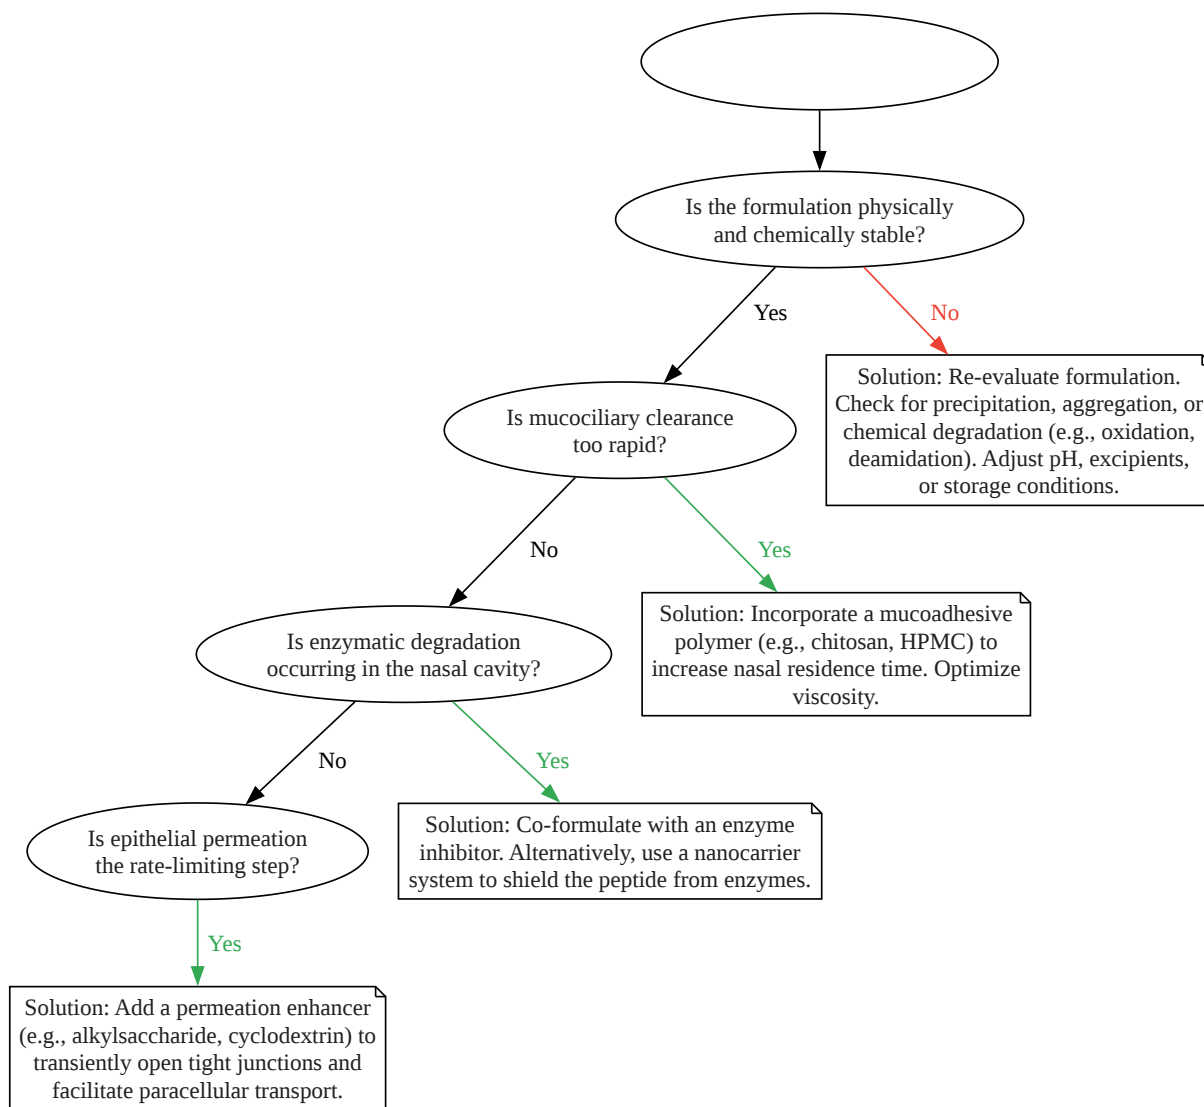 Is the formulation physically
and chemically stable?
Yes
No
Solution: Re-evaluate formulation.
Check for precipitation, aggregation, or
chemical degradation (e.g., oxidation,
deamidation). Adjust pH, excipients,
or storage conditions.
Is mucociliary clearance
too rapid?
No
Yes
Solution: Incorporate a mucoadhesive
polymer (e.g., chitosan, HPMC) to
increase nasal residence time. Optimize
viscosity.
Is enzymatic degradation
occurring in the nasal cavity?
No
Yes
Solution: Co-formulate with an enzyme
inhibitor. Alternatively, use a nanocarrier
system to shield the peptide from enzymes.
Is epithelial permeation
the rate-limiting step?
Yes
Solution: Add a permeation enhancer
(e.g., alkylsaccharide, cyclodextrin) to
transiently open tight junctions and
facilitate paracellular transport.